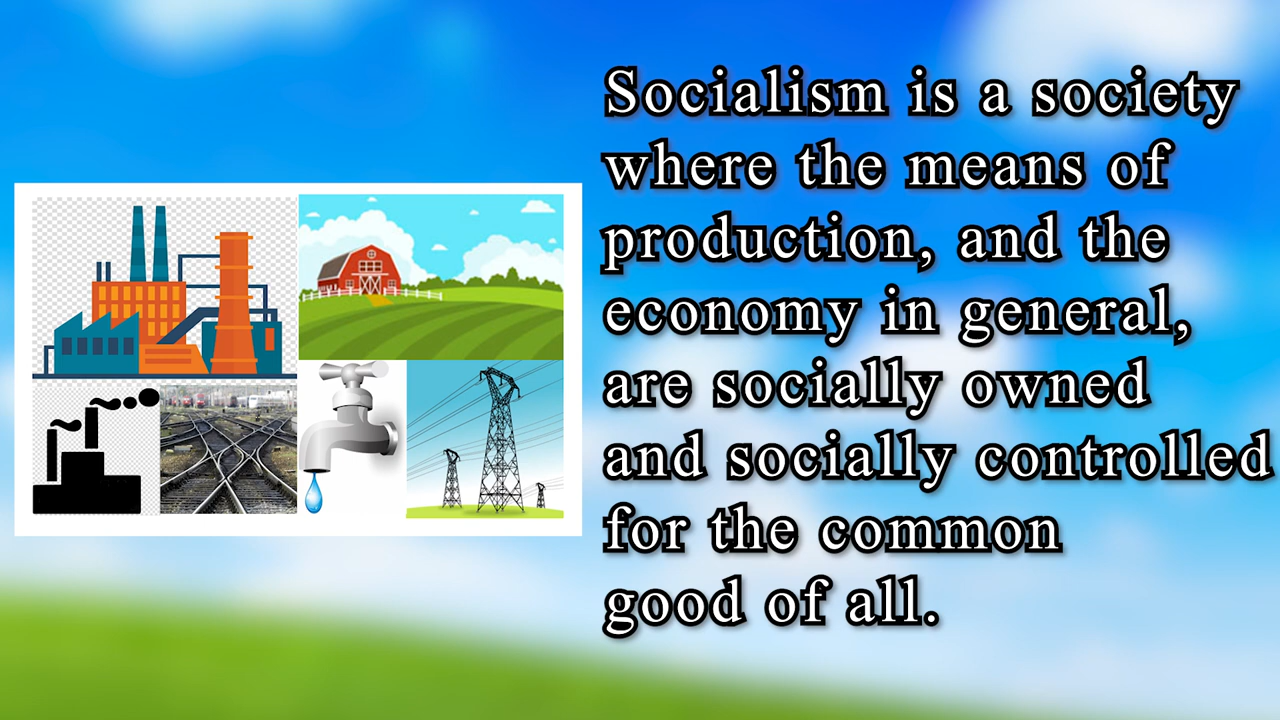 Socialism is a society
where the means of
production, and the
economy in general,
are socially owned
and socially controlled
for the common
good of all.